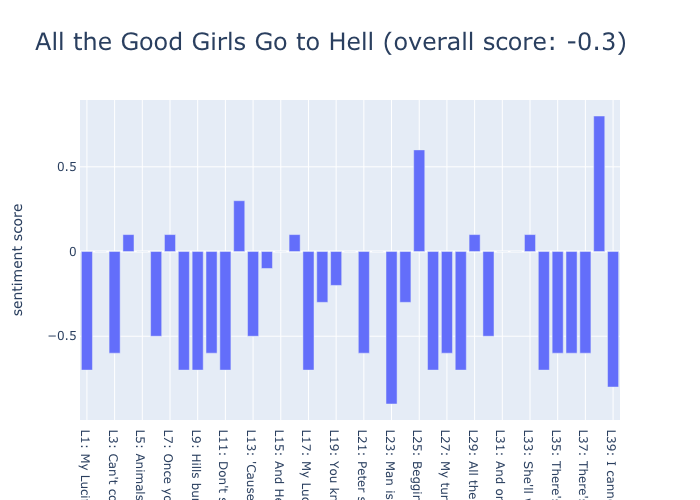 All the Good Girls Go to Hell (overall score: -0.3)
sentiment score
0.5
0
−0.5
L1: My Luci
L3: Can't co
L5: Animals
L7: Once yo
L9: Hills bu
L11: Don't s
L13: 'Cause
L15: And He
L17: My Luc
L19: You kn
L21: Peter s
L23: Man is
L25: Beggin
L27: My tur
L29: All the
L31: And or
L33: She'll
L35: There's
L37: There's
L39: I cann